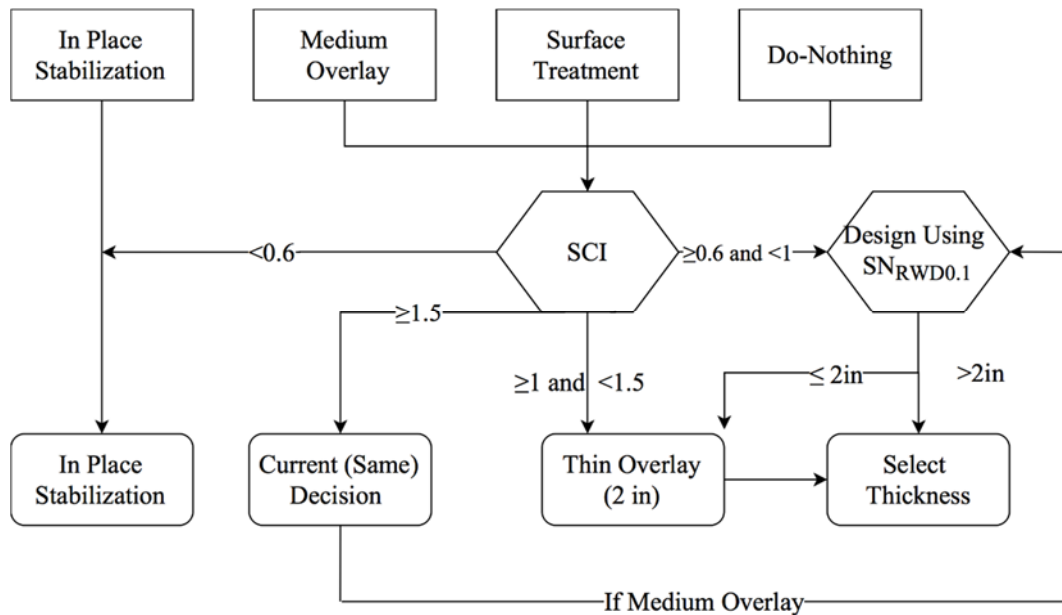 In Place
Stabilization
Medium
Overlay
Surface
Treatment
Do-Nothing
<0.6
SCI
≥0.6 and <1
Design Using
SNRWD0.1
≥1.5
≥1 and <1.5
≤ 2in
>2in
In Place
Stabilization
Current (Same)
Decision
Thin Overlay
(2 in)
Select
Thickness
If Medium Overlay